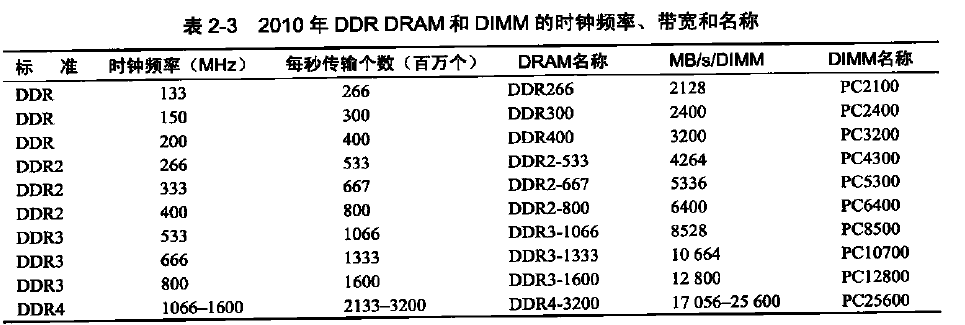 表 2-3 2010 年 DDR DRAM 和 DIMM 的时钟频率、带宽和名称
标 准 时钟频率（MHz） 每秒传输个数（百万个） DRAM名称 MB/s/DIMM DIMM名称
DDR 133 266 DDR266 2128 PC2100
DDR 150 300 DDR300 2400 PC2400
DDR 200 400 DDR400 3200 PC3200
DDR2 266 533 DDR2-533 4264 PC4300
DDR2 333 667 DDR2-667 5336 PC5300
DDR2 400 800 DDR2-800 6400 PC6400
DDR3 533 1066 DDR3-1066 8528 PC8500
DDR3 666 1333 DDR3-1333 10 664 PC10700
DDR3 800 1600 DDR3-1600 12 800 PC12800
DDR4 1066–1600 2133–3200 DDR4-3200 17 056–25 600 PC25600